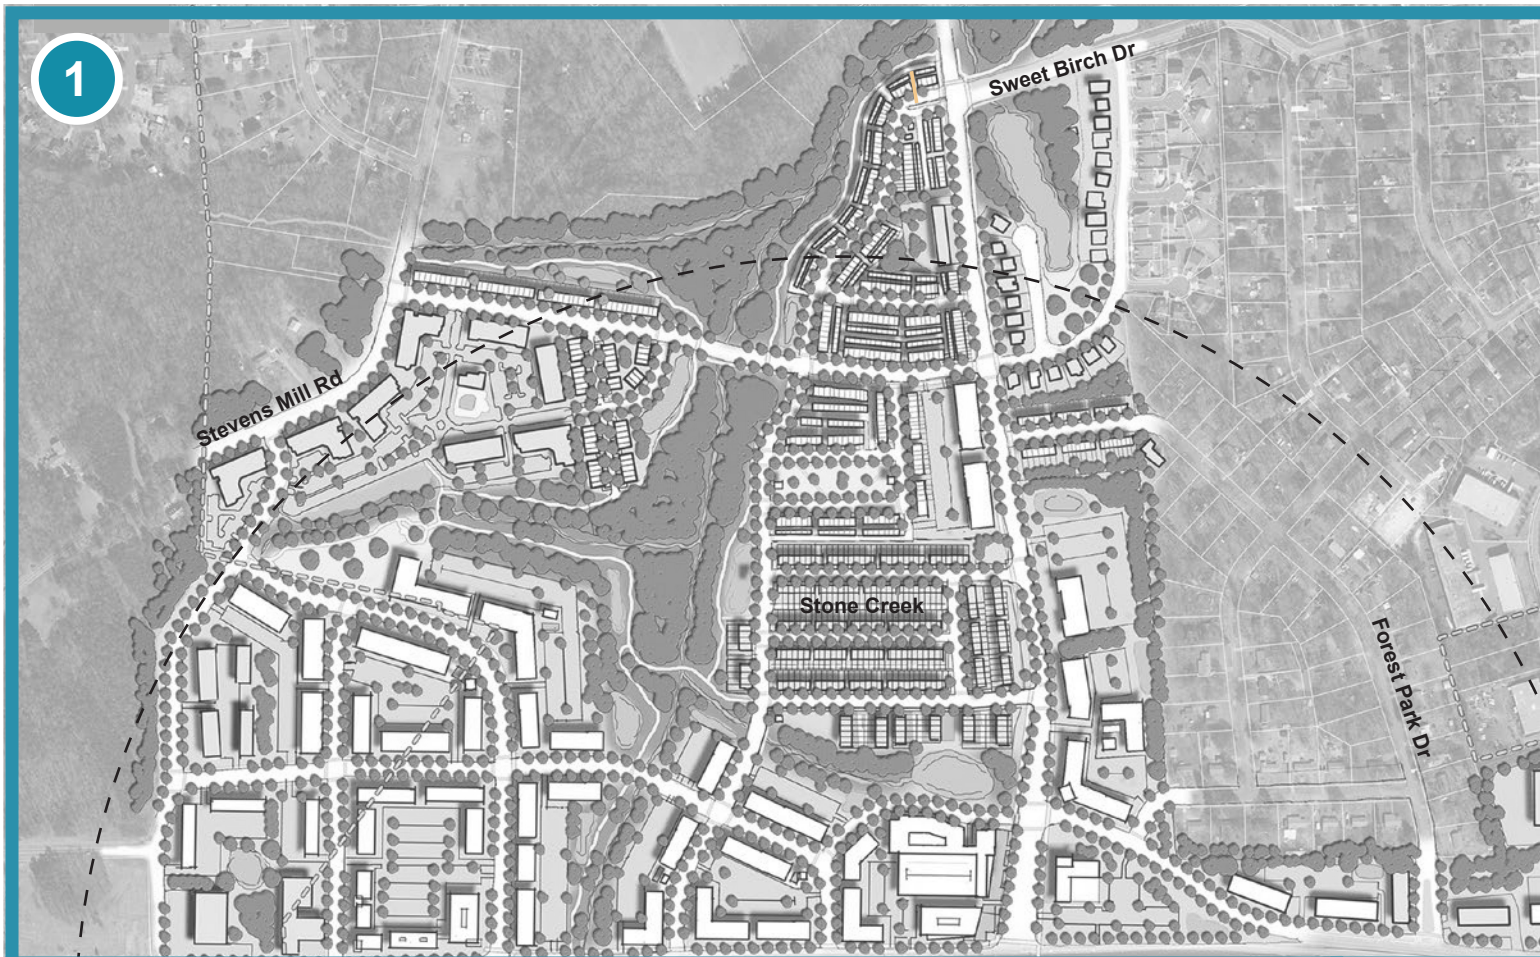 1
Sweet Birch Dr
Stevens Mill Rd
Stone Creek
Forest Park Dr